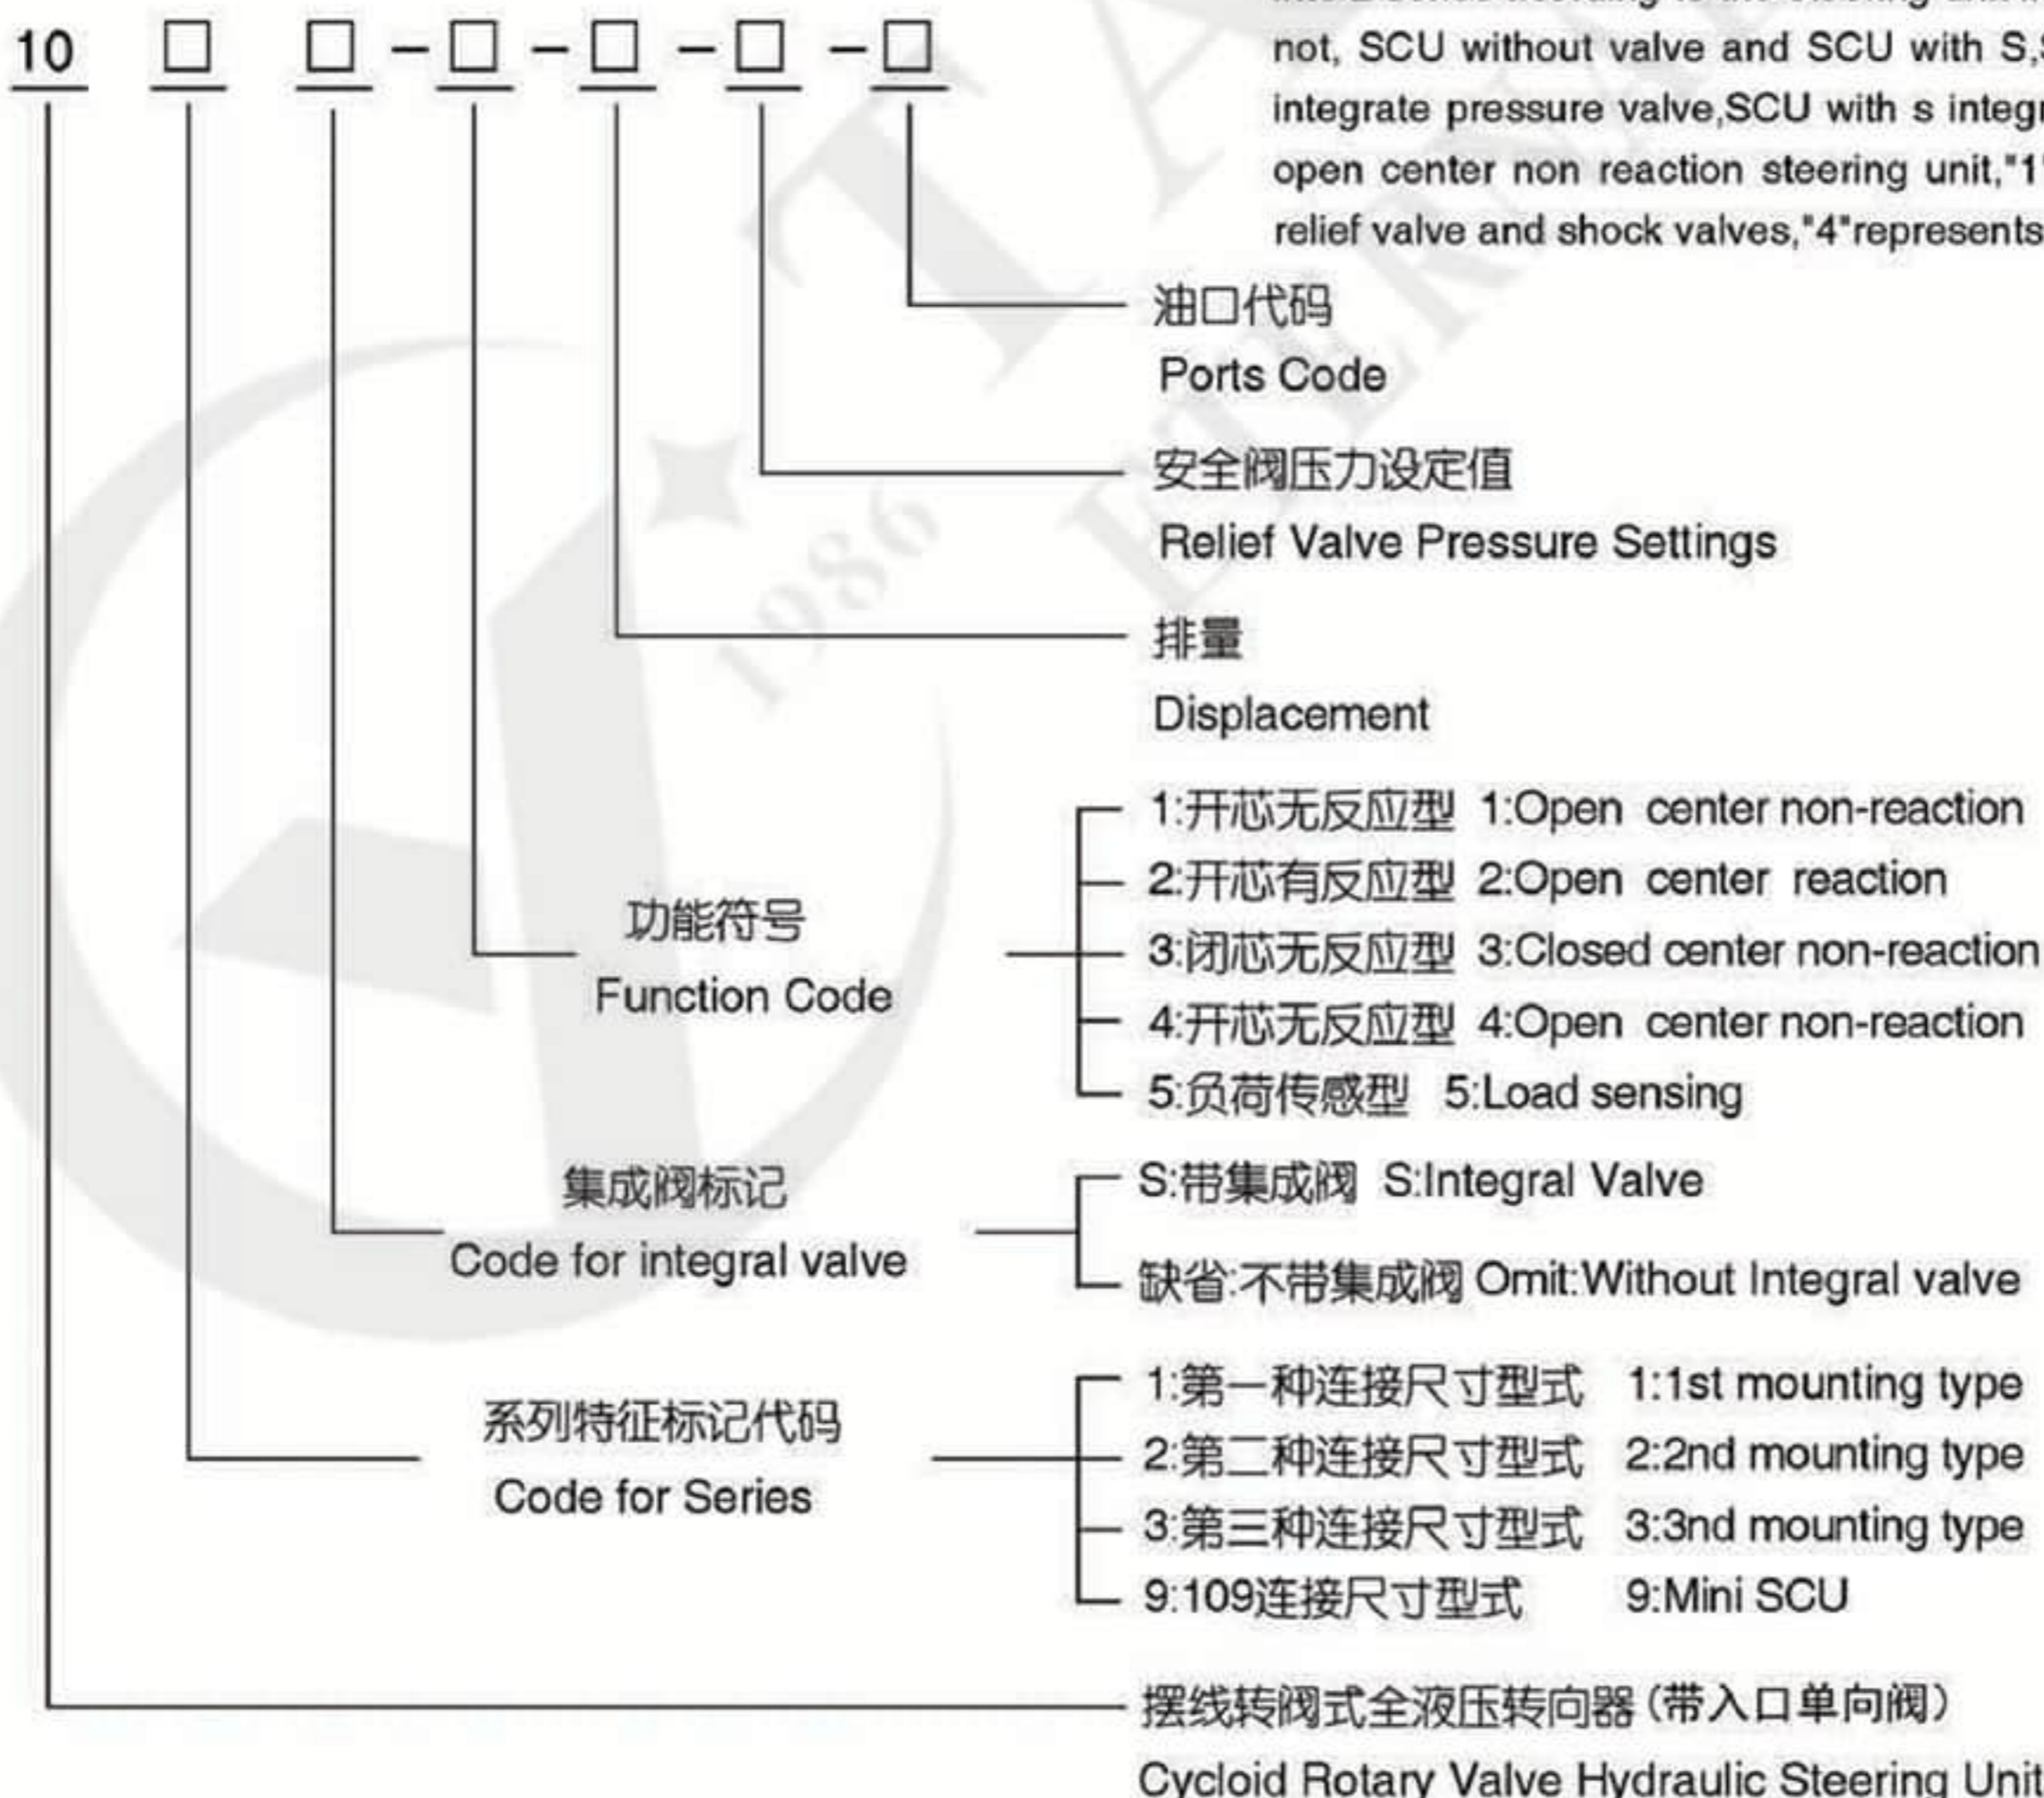 10 □ □ - □ - □ - □ - □
not, SCU without valve and SCU with S,
integrate pressure valve,SCU with s
open center non reaction steering unit,"1"
relief valve and shock valves,"4"represents
油口代码
Ports Code
安全阀压力设定值
Relief Valve Pressure Settings
排量
Displacement
1:开芯无反应型 1:Open center non-reaction
2:开芯有反应型 2:Open center reaction
功能符号
Function Code
3:闭芯无反应型 3:Closed center non-reaction
4:开芯无反应型 4:Open center non-reaction
5:负荷传感型 5:Load sensing
集成阀标记
Code for integral valve
S:带集成阀 S:Integral Valve
缺省:不带集成阀 Omit:Without Integral valve
系列特征标记代码
Code for Series
1:第一种连接尺寸型式 1:1st mounting type
2:第二种连接尺寸型式 2:2nd mounting type
3:第三种连接尺寸型式 3:3nd mounting type
9:109连接尺寸型式 9:Mini SCU
摆线转阀式全液压转向器(带入口单向阀)
Cycloid Rotary Valve Hydraulic Steering Unit
1986